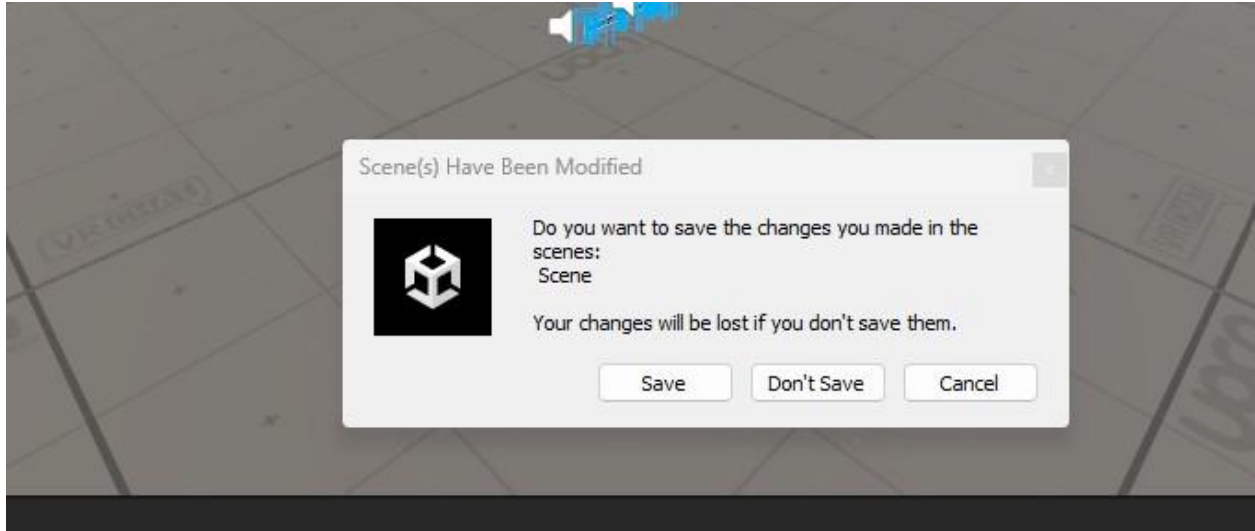 Scene(s) Have Been Modified
Do you want to save the changes you made in the
scenes:
Scene
Your changes will be lost if you don't save them.
Save
Don't Save
Cancel